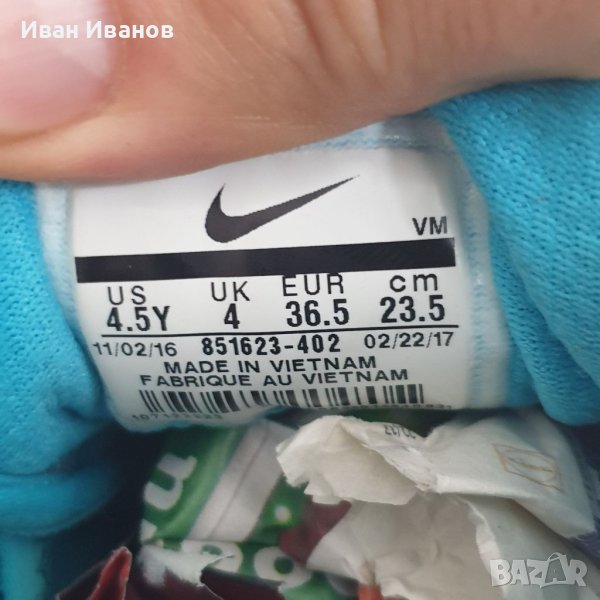 Иван Иванов
VM
US UK EUR cm
4.5Y 4 36.5 23.5
11/02/16 851623-402 02/22/17
MADE IN VIETNAM
FABRIQUE AU VIETNAM
BAZAR